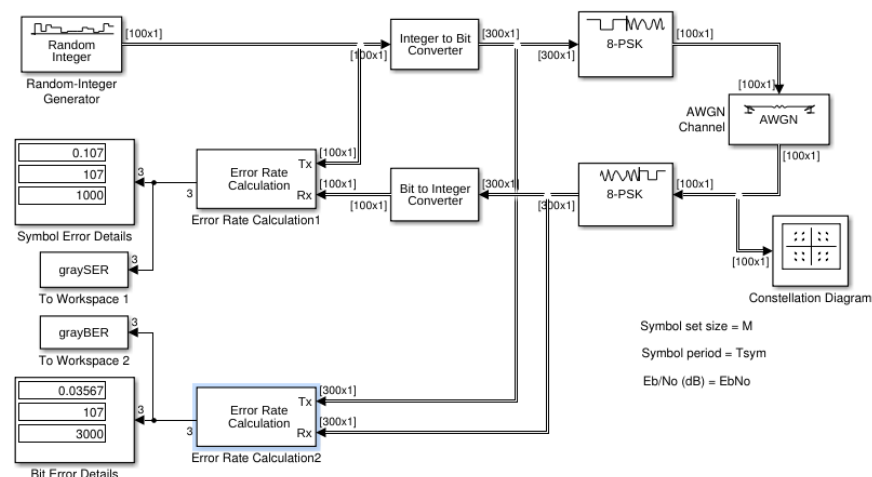 Random
Integer
Random-Integer
Generator
[100x1]
[100x1]
Integer to Bit
Converter
[300x1]
[300x1]
8-PSK
[100x1]
[100x1]
AWGN
Channel
AWGN
[100x1]
0.107
107
1000
Symbol Error Details
3
3
Error Rate
Calculation
Tx
Rx
[100x1]
[100x1]
Error Rate Calculation1
[100x1]
Bit to Integer
Converter
[300x1]
[300x1]
8-PSK
[100x1]
[100x1]
Constellation Diagram
graySER
3
To Workspace 1
grayBER
3
To Workspace 2
Symbol set size = M
Symbol period = Tsym
Eb/No (dB) = EbNo
0.03567
107
3000
Bit Error Details
3
3
Error Rate
Calculation
Tx
Rx
[300x1]
[300x1]
Error Rate Calculation2